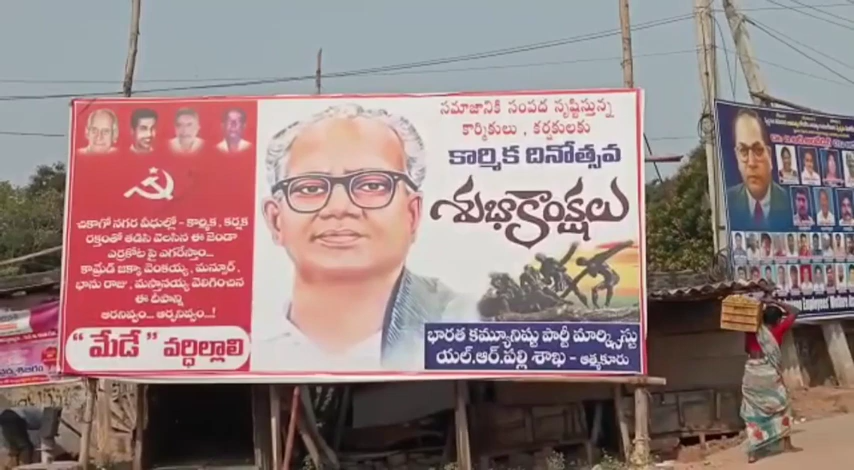 చికాగో నగర వీధుల్లో - కార్మిక, కర్షక
రక్తంతో తడిసి వెలసిన ఈ జెండా
ఎర్రకోట పై ఎగరేస్తాం...
కామ్రేడ్ జక్కా వెంకయ్య, మన్సూర్,
భాను రాజు, మస్తానయ్య వెలిగించిన
ఈ దీపాన్ని
ఆరనివ్వం... ఆర్పనివ్వం...!
"మేడే" వర్ధిల్లాలి
సమాజానికి సంపద సృష్టిస్తున్న
కార్మికులు , కర్షకులకు
కార్మిక దినోత్సవ
శుభాకాంక్షలు
భారత కమ్యూనిష్టు పార్టీ మార్క్సిస్టు
యల్.ఆర్.పల్లి శాఖ - ఆత్మకూరు